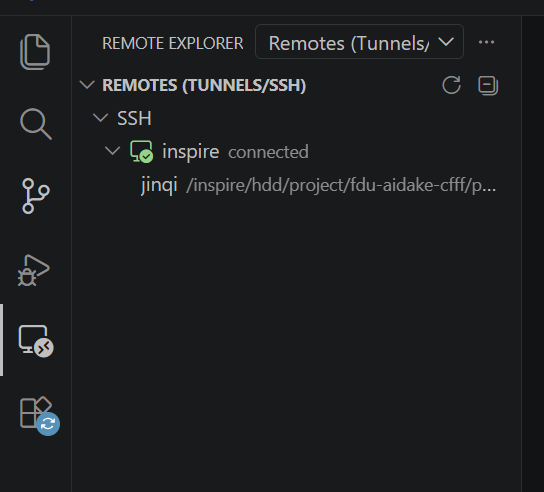 REMOTE EXPLORER Remotes (Tunnels/
REMOTES (TUNNELS/SSH)
SSH
inspire connected
jinqi /inspire/hdd/project/fdu-aidake-cfff/p...